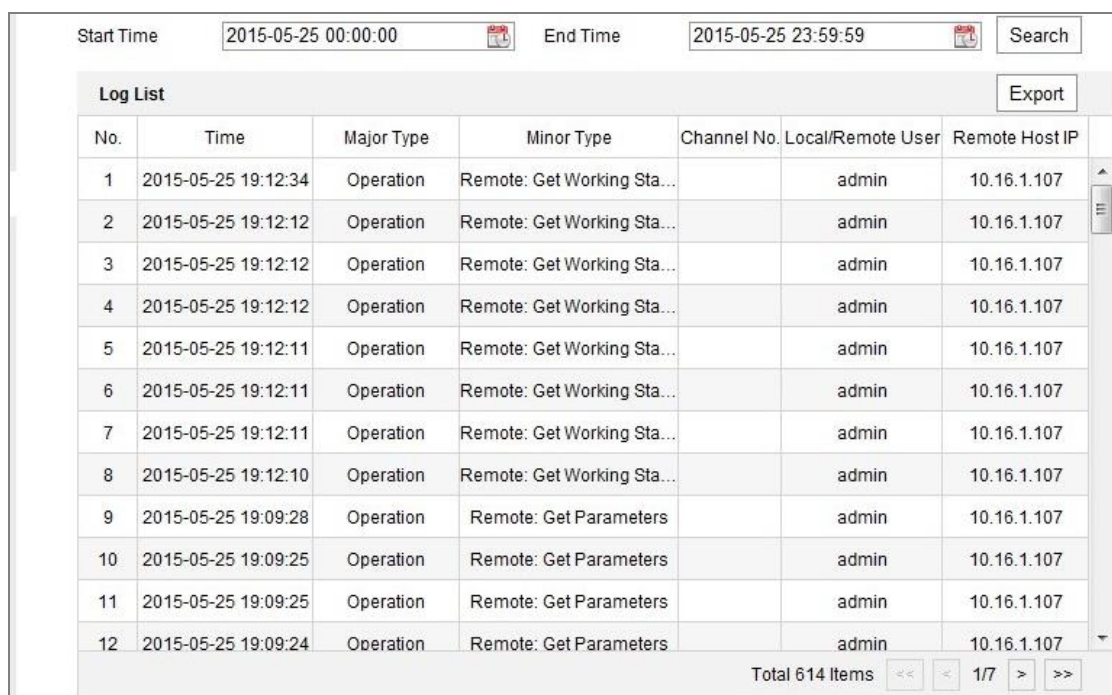 Start Time 2015-05-25 00:00:00 End Time 2015-05-25 23:59:59 Search
Log List Export
No. Time Major Type Minor Type Channel No. Local/Remote User Remote Host IP
1 2015-05-25 19:12:34 Operation Remote: Get Working Sta... admin 10.16.1.107
2 2015-05-25 19:12:12 Operation Remote: Get Working Sta... admin 10.16.1.107
3 2015-05-25 19:12:12 Operation Remote: Get Working Sta... admin 10.16.1.107
4 2015-05-25 19:12:12 Operation Remote: Get Working Sta... admin 10.16.1.107
5 2015-05-25 19:12:11 Operation Remote: Get Working Sta... admin 10.16.1.107
6 2015-05-25 19:12:11 Operation Remote: Get Working Sta... admin 10.16.1.107
7 2015-05-25 19:12:11 Operation Remote: Get Working Sta... admin 10.16.1.107
8 2015-05-25 19:12:10 Operation Remote: Get Working Sta... admin 10.16.1.107
9 2015-05-25 19:09:28 Operation Remote: Get Parameters admin 10.16.1.107
10 2015-05-25 19:09:25 Operation Remote: Get Parameters admin 10.16.1.107
11 2015-05-25 19:09:25 Operation Remote: Get Parameters admin 10.16.1.107
12 2015-05-25 19:09:24 Operation Remote: Get Parameters admin 10.16.1.107
Total 614 Items << < 1/7 > >>